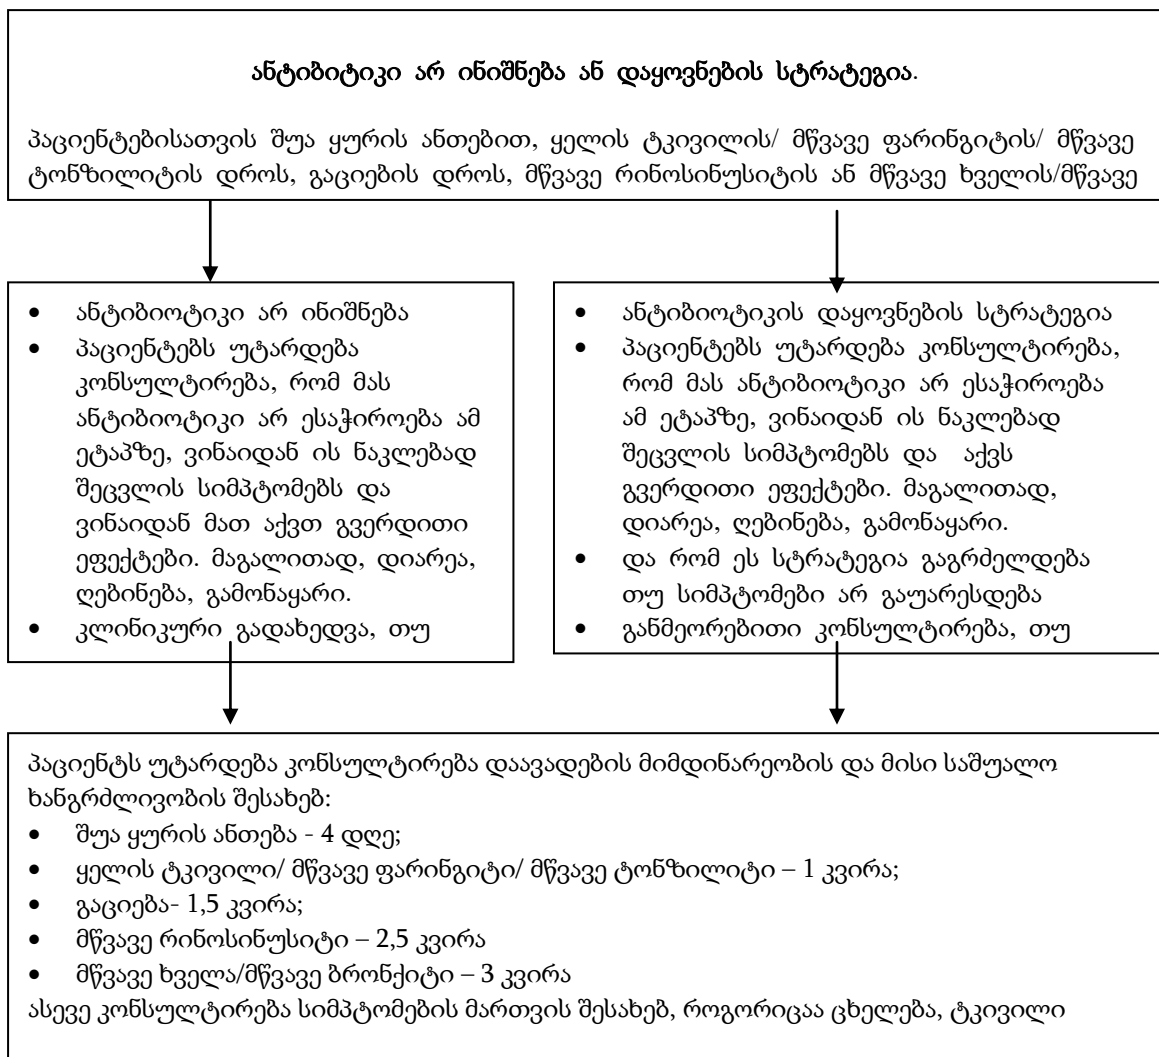 ანტიბიტიკი არ ინიშნება ან დაყოვნების სტრატეგია.
პაციენტებისათვის შუა ყურის ანთებით, ყელის ტკივილის/ მწვავე ფარინგიტის/ მწვავე
ტონზილიტის დროს, გაციების დროს, მწვავე რინოსინუსიტის ან მწვავე ხველის/მწვავე
• ანტიბიოტიკი არ ინიშნება
• პაციენტებს უტარდება
კონსულტირება, რომ მას
ანტიბიოტიკი არ ესაჭიროება ამ
ეტაპზე, ვინაიდან ის ნაკლებად
შეცვლის სიმპტომებს და
ვინაიდან მათ აქვთ გვერდითი
ეფექტები. მაგალითად, დიარეა,
ღებინება, გამონაყარი.
• კლინიკური გადახედვა, თუ
• ანტიბიოტიკის დაყოვნების სტრატეგია
• პაციენტებს უტარდება კონსულტირება,
რომ მას ანტიბიოტიკი არ ესაჭიროება
ამ ეტაპზე, ვინაიდან ის ნაკლებად
შეცვლის სიმპტომებს და აქვს
გვერდითი ეფექტები. მაგალითად,
დიარეა, ღებინება, გამონაყარი.
• და რომ ეს სტრატეგია გაგრძელდება
თუ სიმპტომები არ გაუარესდება
• განმეორებითი კონსულტირება, თუ
პაციენტს უტარდება კონსულტირება დაავადების მიმდინარეობის და მისი საშუალო
ხანგრძლივობის შესახებ:
• შუა ყურის ანთება - 4 დღე;
• ყელის ტკივილი/ მწვავე ფარინგიტი/ მწვავე ტონზილიტი – 1 კვირა;
• გაციება- 1,5 კვირა;
• მწვავე რინოსინუსიტი – 2,5 კვირა
• მწვავე ხველა/მწვავე ბრონქიტი – 3 კვირა
ასევე კონსულტირება სიმპტომების მართვის შესახებ, როგორიცაა ცხელება, ტკივილი